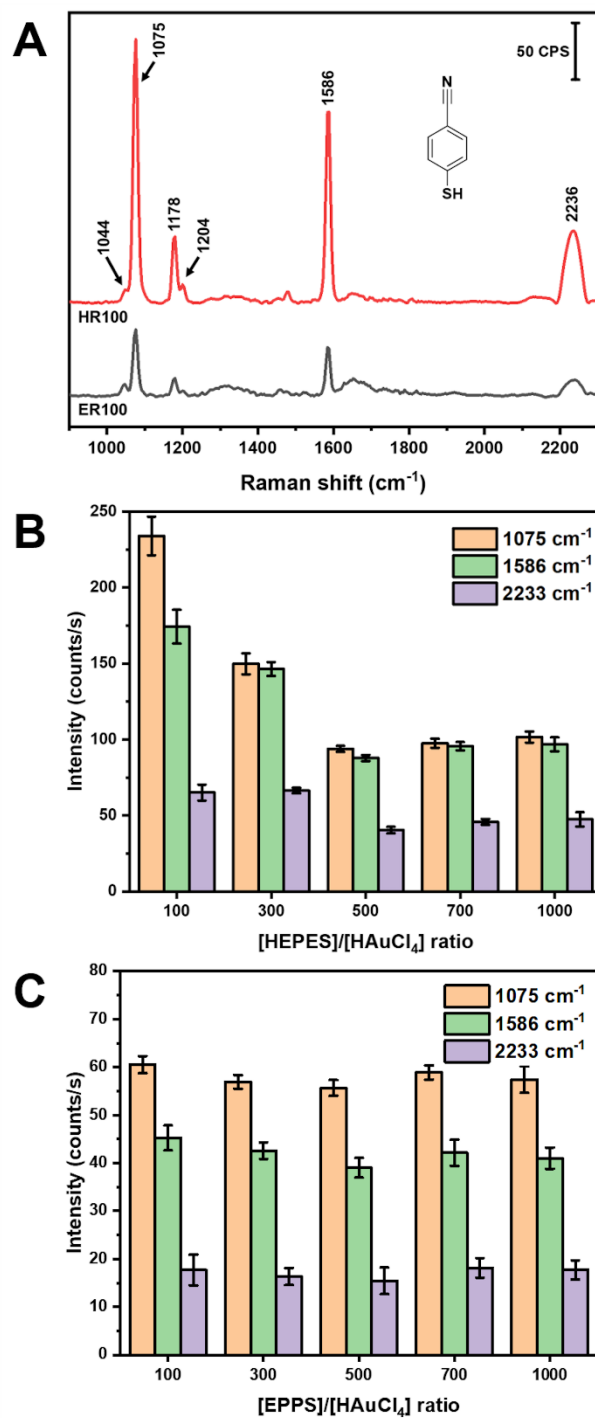 A
1075
50 CPS
1586
N
1044
1178
1204
SH
2236
HR100
ER100
1000 1200 1400 1600 1800 2000 2200
Raman shift (cm⁻¹)
B
250
200
150
100
50
0
Intensity (counts/s)
1075 cm⁻¹
1586 cm⁻¹
2233 cm⁻¹
100 300 500 700 1000
[HEPES]/[HAuCl₄] ratio
C
80
70
60
50
40
30
20
10
0
Intensity (counts/s)
1075 cm⁻¹
1586 cm⁻¹
2233 cm⁻¹
100 300 500 700 1000
[EPPS]/[HAuCl₄] ratio